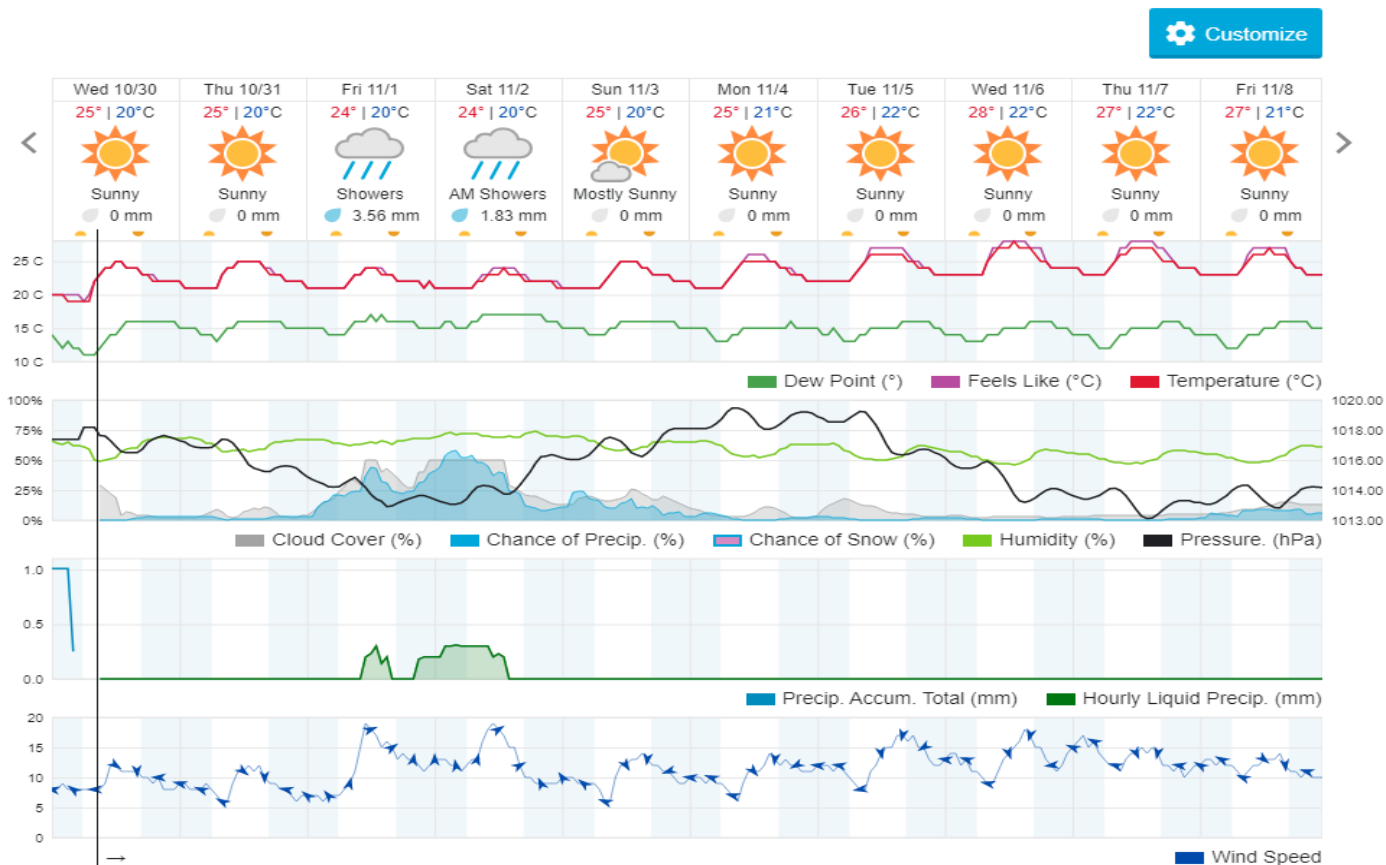 Customize
Wed 10/30 Thu 10/31 Fri 11/1 Sat 11/2 Sun 11/3 Mon 11/4 Tue 11/5 Wed 11/6 Thu 11/7 Fri 11/8
25° | 20°C 25° | 20°C 24° | 20°C 24° | 20°C 25° | 20°C 25° | 21°C 26° | 22°C 28° | 22°C 27° | 22°C 27° | 21°C
Sunny Sunny Showers AM Showers Mostly Sunny Sunny Sunny Sunny Sunny Sunny
0 mm 0 mm 3.56 mm 1.83 mm 0 mm 0 mm 0 mm 0 mm 0 mm 0 mm
25 C
20 C
15 C
10 C
Dew Point (°) Feels Like (°C) Temperature (°C)
100% 1020.00
75% 1018.00
50% 1016.00
25% 1014.00
0% 1013.00
Cloud Cover (%) Chance of Precip. (%) Chance of Snow (%) Humidity (%) Pressure. (hPa)
1.0
0.5
0.0
Precip. Accum. Total (mm) Hourly Liquid Precip. (mm)
20
15
10
5
0
→
Wind Speed